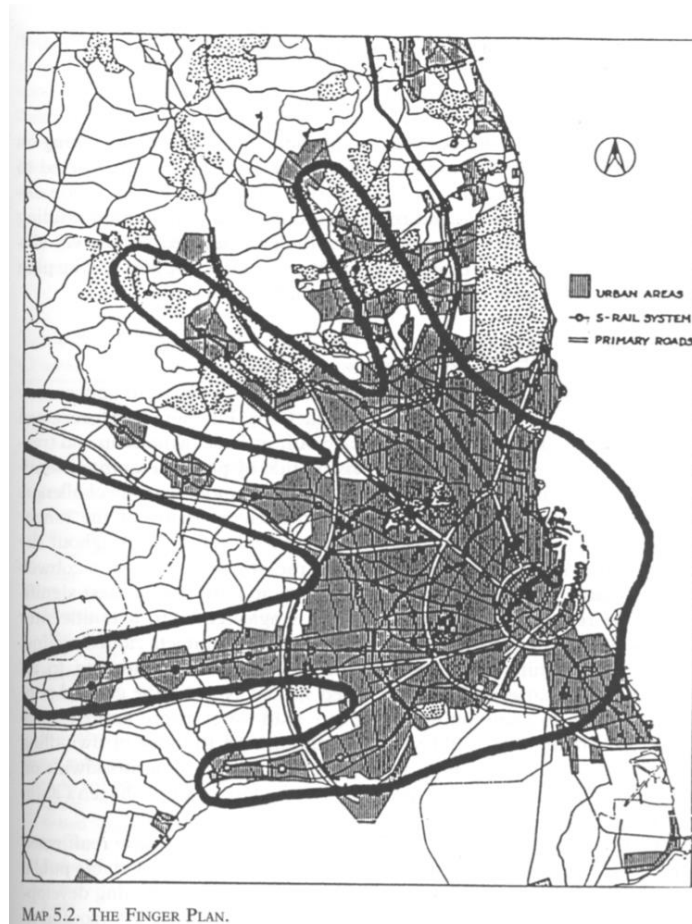 URBAN AREAS
S-RAIL SYSTEM
PRIMARY ROADS
MAP 5.2. THE FINGER PLAN.